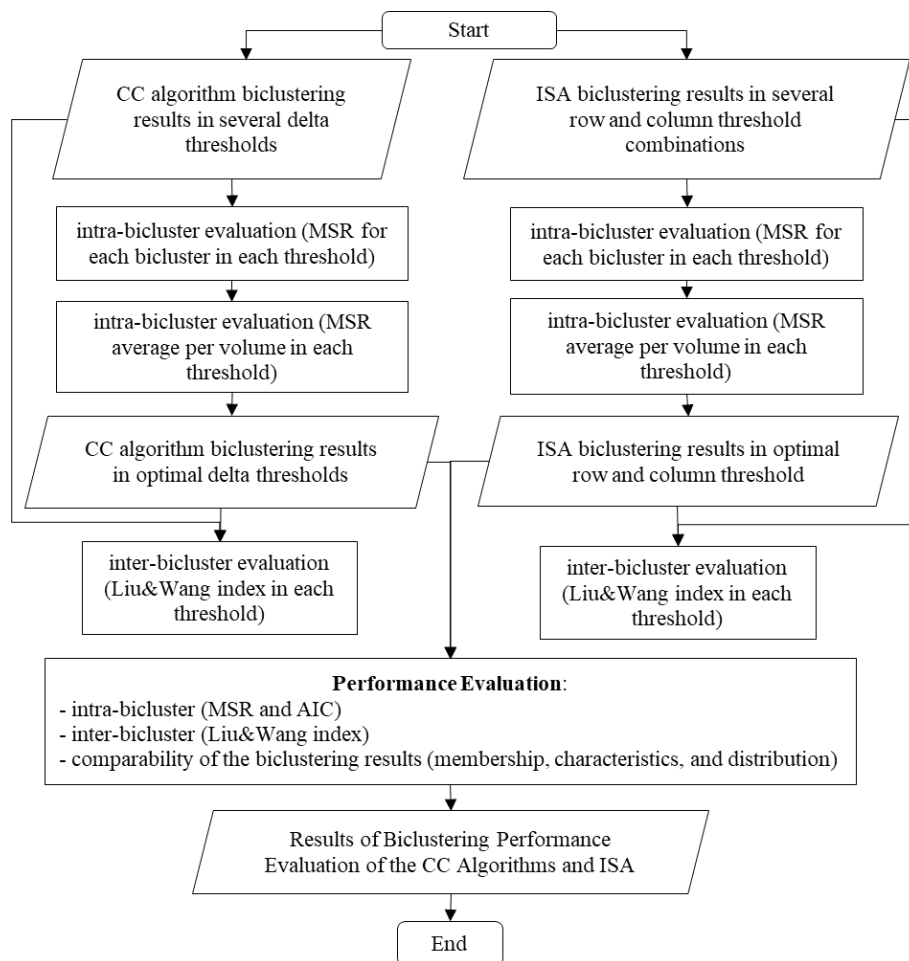 Start
CC algorithm biclustering
results in several delta
thresholds
ISA biclustering results in several
row and column threshold
combinations
intra-bicluster evaluation (MSR for
each bicluster in each threshold)
intra-bicluster evaluation (MSR for
each bicluster in each threshold)
intra-bicluster evaluation (MSR
average per volume in each
threshold)
intra-bicluster evaluation (MSR
average per volume in each
threshold)
CC algorithm biclustering results
in optimal delta thresholds
ISA biclustering results in optimal
row and column threshold
inter-bicluster evaluation
(Liu&Wang index in each
threshold)
inter-bicluster evaluation
(Liu&Wang index in each
threshold)
Performance Evaluation:
- intra-bicluster (MSR and AIC)
- inter-bicluster (Liu&Wang index)
- comparability of the biclustering results (membership, characteristics, and distribution)
Results of Biclustering Performance
Evaluation of the CC Algorithms and ISA
End